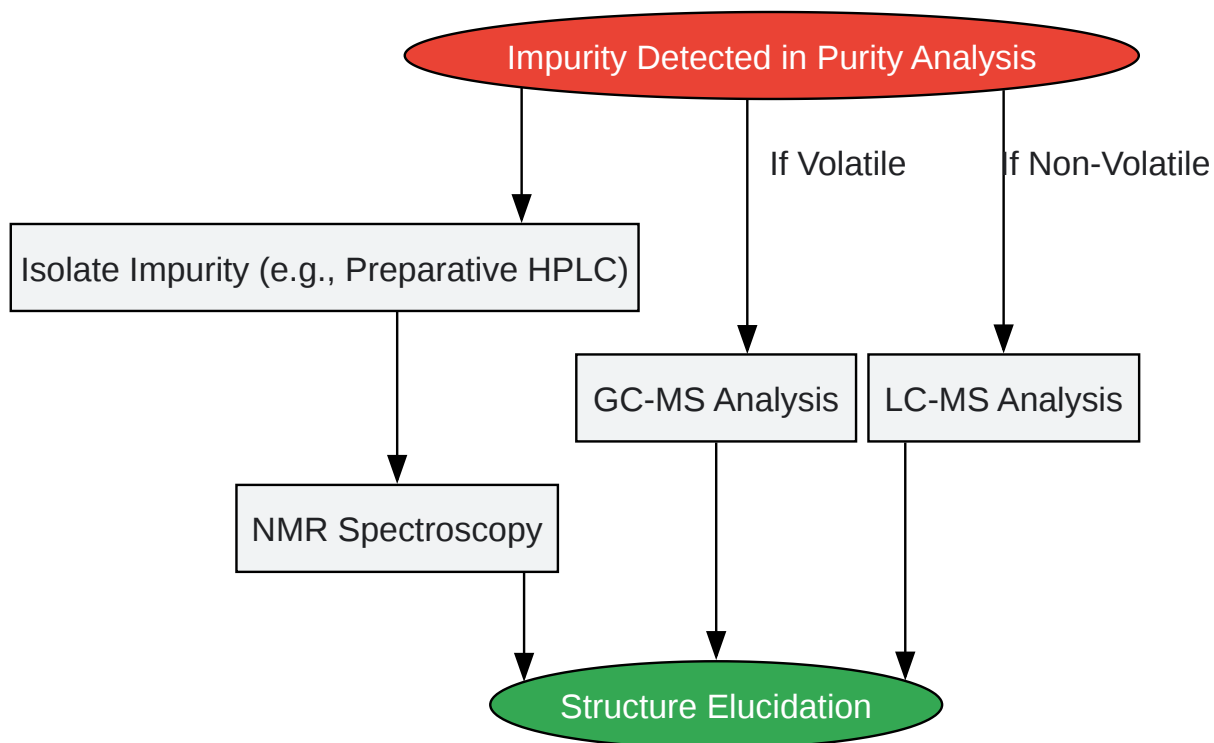 Impurity Detected in Purity Analysis
If Volatile
If Non-Volatile
Isolate Impurity (e.g., Preparative HPLC)
GC-MS Analysis
LC-MS Analysis
NMR Spectroscopy
Structure Elucidation